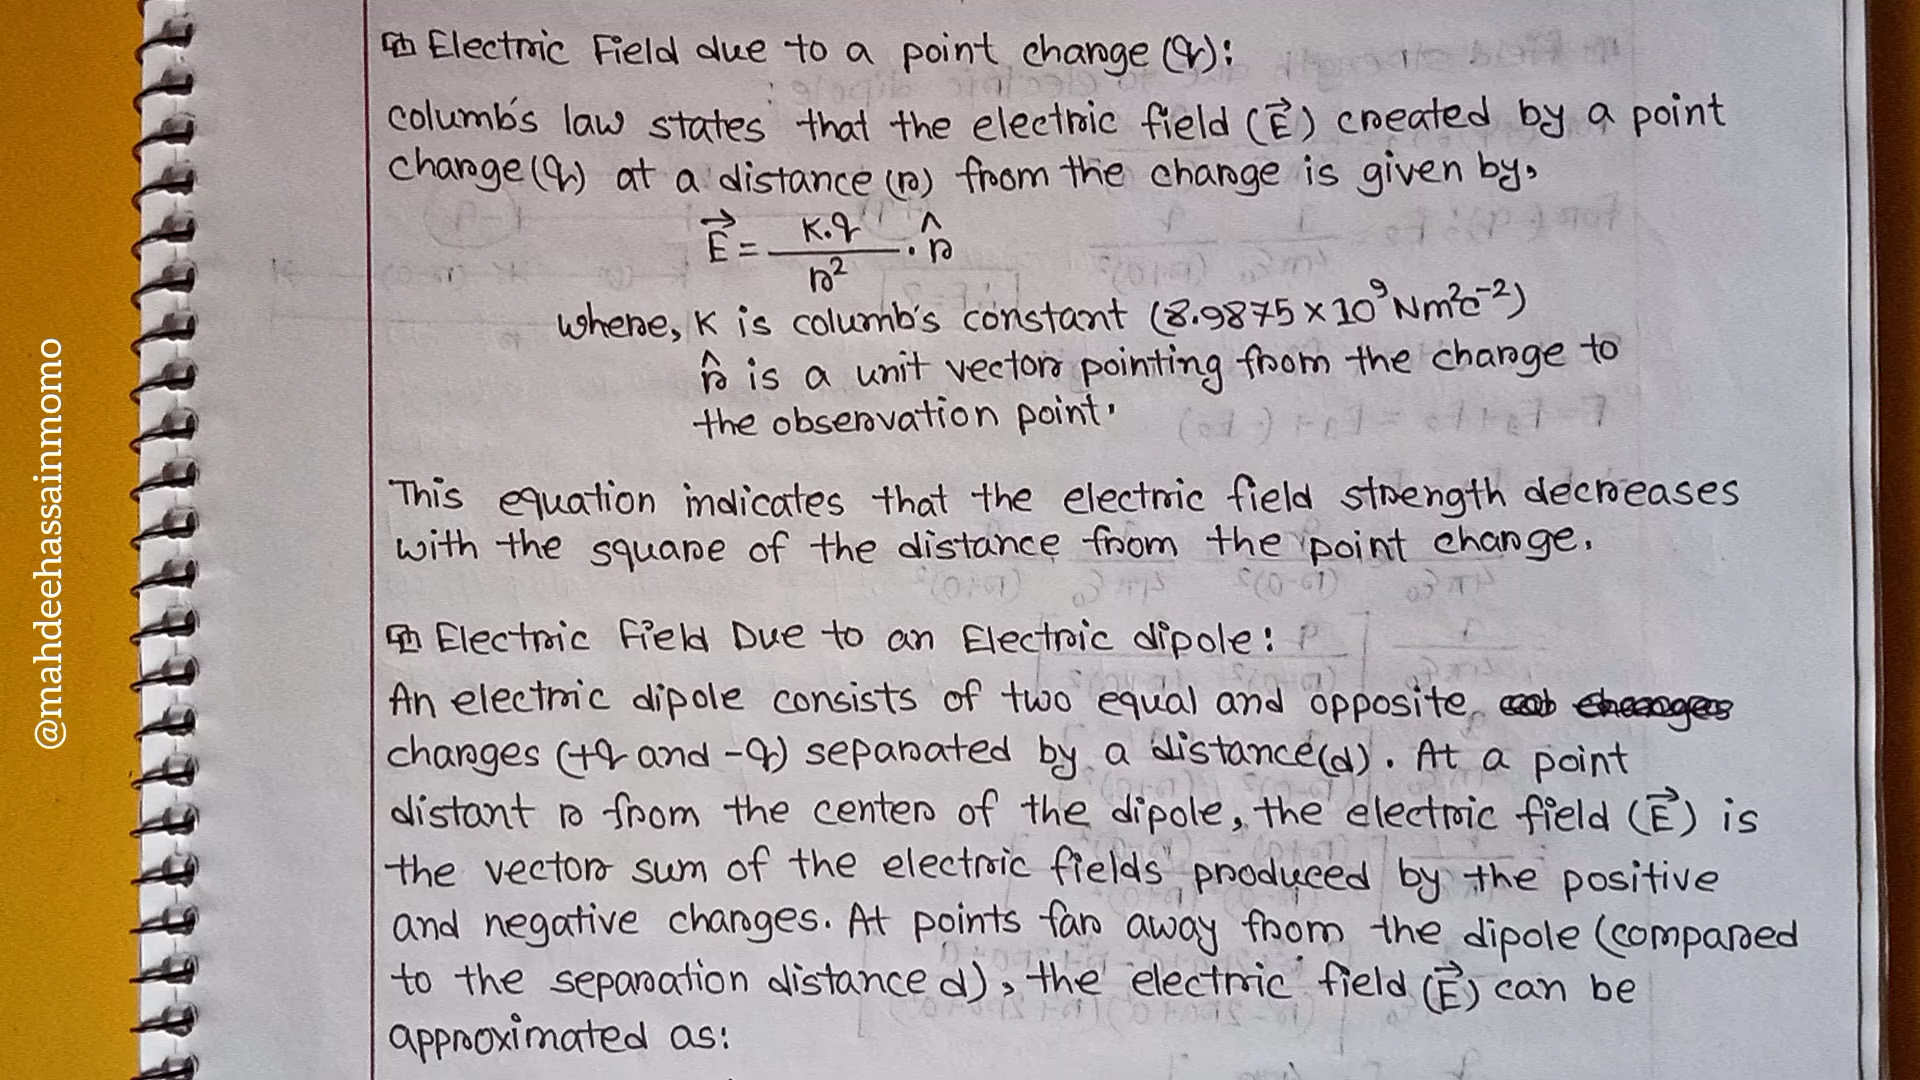 Electric Field due to a point charge (q):
Columb's law states that the electric field (E⃗) created by a point
charge (q) at a distance (r) from the charge is given by,
E⃗ = K.q / r² . r̂
where, K is columb's constant (8.9875 × 10⁹ Nm²c⁻²)
r̂ is a unit vector pointing from the charge to
the observation point.
This equation indicates that the electric field strength decreases
with the square of the distance from the point charge.
Electric Field Due to an Electric dipole:
An electric dipole consists of two equal and opposite
charges (+q and -q) separated by a distance (d). At a point
distant r from the center of the dipole, the electric field (E⃗) is
the vector sum of the electric fields produced by the positive
and negative charges. At points far away from the dipole (compared
to the separation distance d), the electric field (E⃗) can be
approximated as:
@mahdeehassainmomo